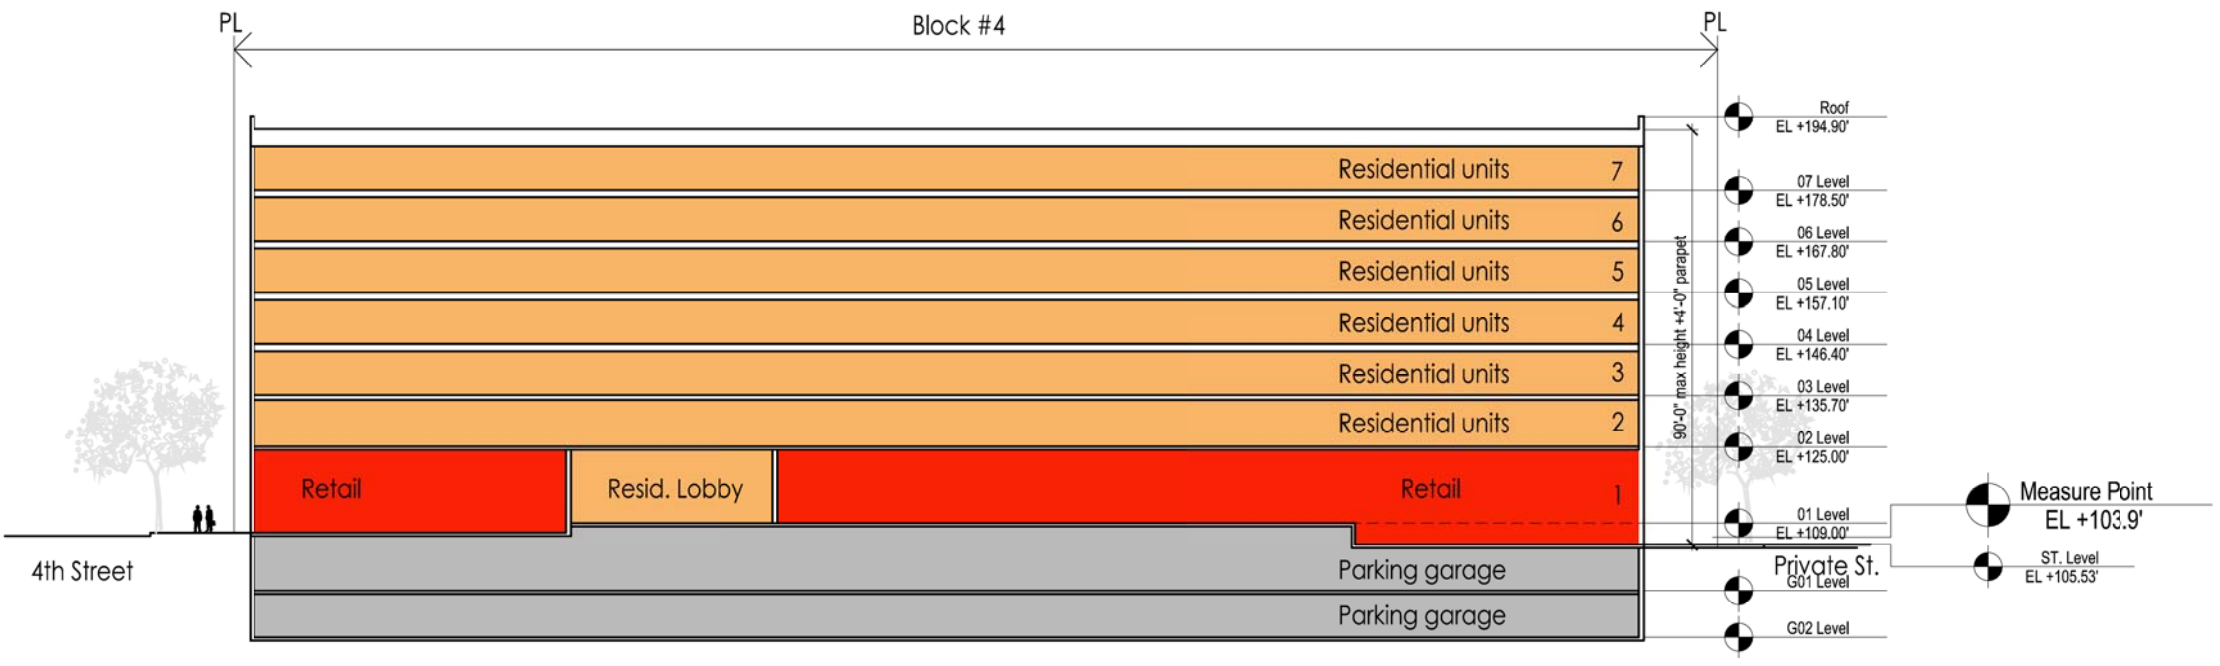 PL
Block #4
PL
Roof
EL +194.90'
Residential units 7
07 Level
EL +178.50'
Residential units 6
06 Level
EL +167.80'
Residential units 5
05 Level
EL +157.10'
Residential units 4
04 Level
EL +146.40'
Residential units 3
03 Level
EL +135.70'
Residential units 2
02 Level
EL +125.00'
90'-0" max height +4'-0" parapet
Retail
Resid. Lobby
Retail
1
01 Level
EL +109.00'
Measure Point
EL +103.9'
4th Street
Parking garage
Private St.
G01 Level
ST. Level
EL +105.53'
Parking garage
G02 Level